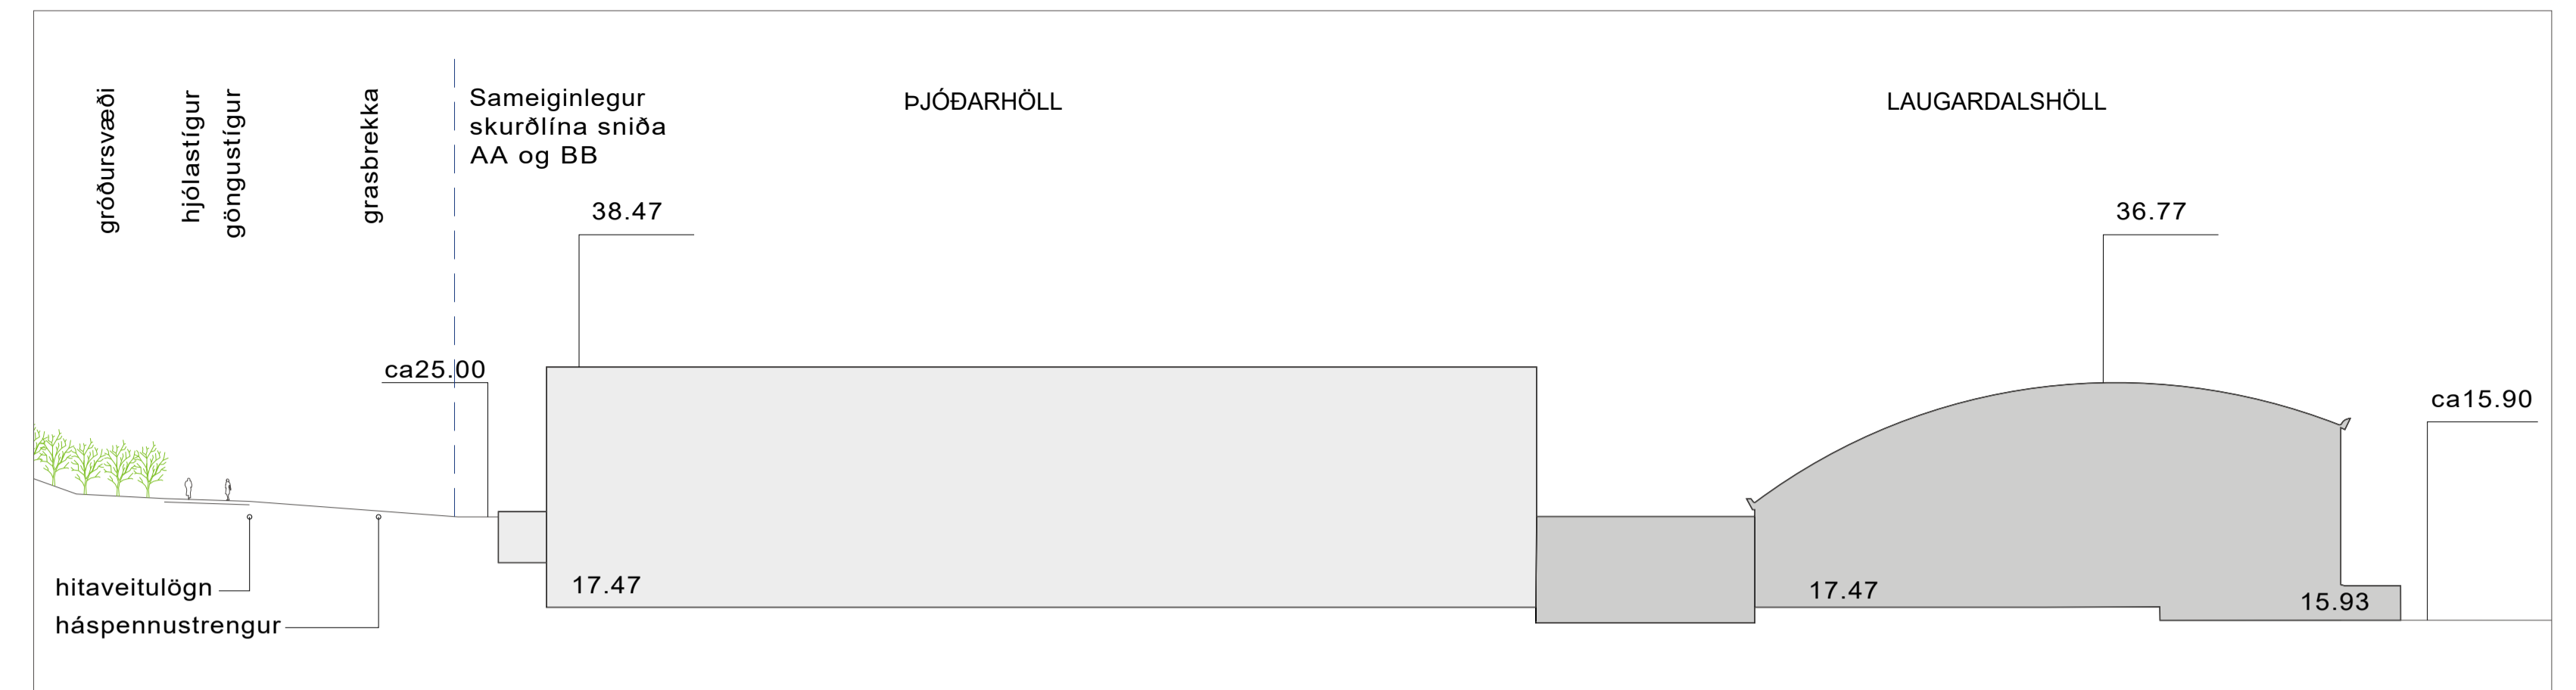 gróðursvæði
hjólastígur
göngustígur
grasbrekka
Sameiginlegur
skurðlína sniða
AA og BB
ÞJÓÐARHÖLL
LAUGARDALSHÖLL
38.47
36.77
ca25.00
ca15.90
hitaveitulögn
háspennustrengur
17.47
17.47
15.93